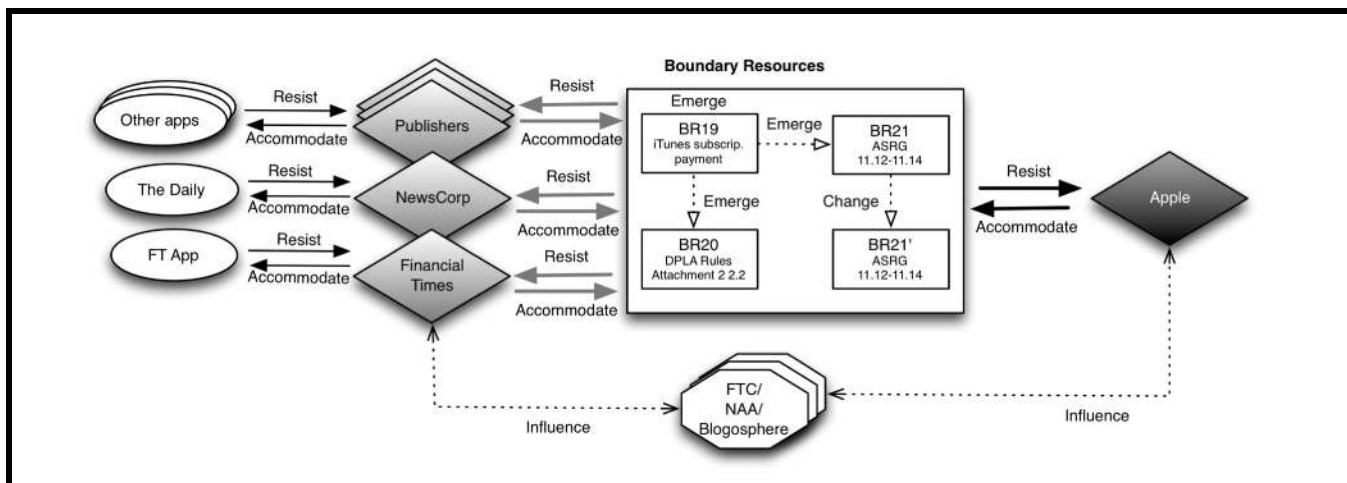 Boundary Resources
Other apps
Resist
Accommodate
Publishers
Resist
Accommodate
The Daily
Resist
Accommodate
NewsCorp
Resist
Accommodate
FT App
Resist
Accommodate
Financial
Times
Resist
Accommodate
Emerge
BR19
iTunes subscrip.
payment
Emerge
BR21
ASRG
11.12-11.14
Emerge
Change
BR20
DPLA Rules
Attachment 2 2.2
BR21'
ASRG
11.12-11.14
Resist
Accommodate
Apple
Influence
FTC/
NAA/
Blogosphere
Influence